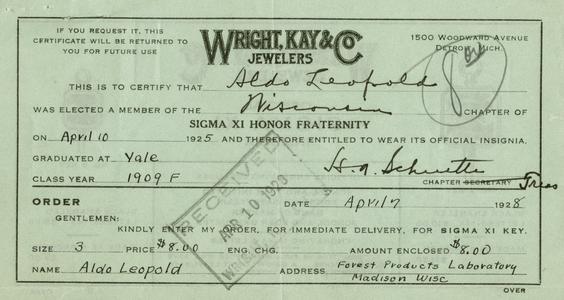 IF YOU REQUEST IT, THIS
CERTIFICATE WILL BE RETURNED TO
YOU FOR FUTURE USE
WRIGHT, KAY & CO
JEWELERS
1500 WOODWARD AVENUE
DETROIT, MICH.
THIS IS TO CERTIFY THAT Aldo Leopold
WAS ELECTED A MEMBER OF THE Wisconsin CHAPTER OF
SIGMA XI HONOR FRATERNITY
ON April 10 1925 AND THEREFORE ENTITLED TO WEAR ITS OFFICIAL INSIGNIA.
GRADUATED AT Yale H. A. Schuette
CLASS YEAR 1909 F CHAPTER SECRETARY Treas
RECEIVED
APR 10 1928
ORDER DATE April 7 1928
GENTLEMEN:
KINDLY ENTER MY ORDER, FOR IMMEDIATE DELIVERY, FOR SIGMA XI KEY.
SIZE 3 PRICE $8.00 ENG. CHG. AMOUNT ENCLOSED $8.00
NAME Aldo Leopold ADDRESS Forest Products Laboratory
Madison Wisc
OVER